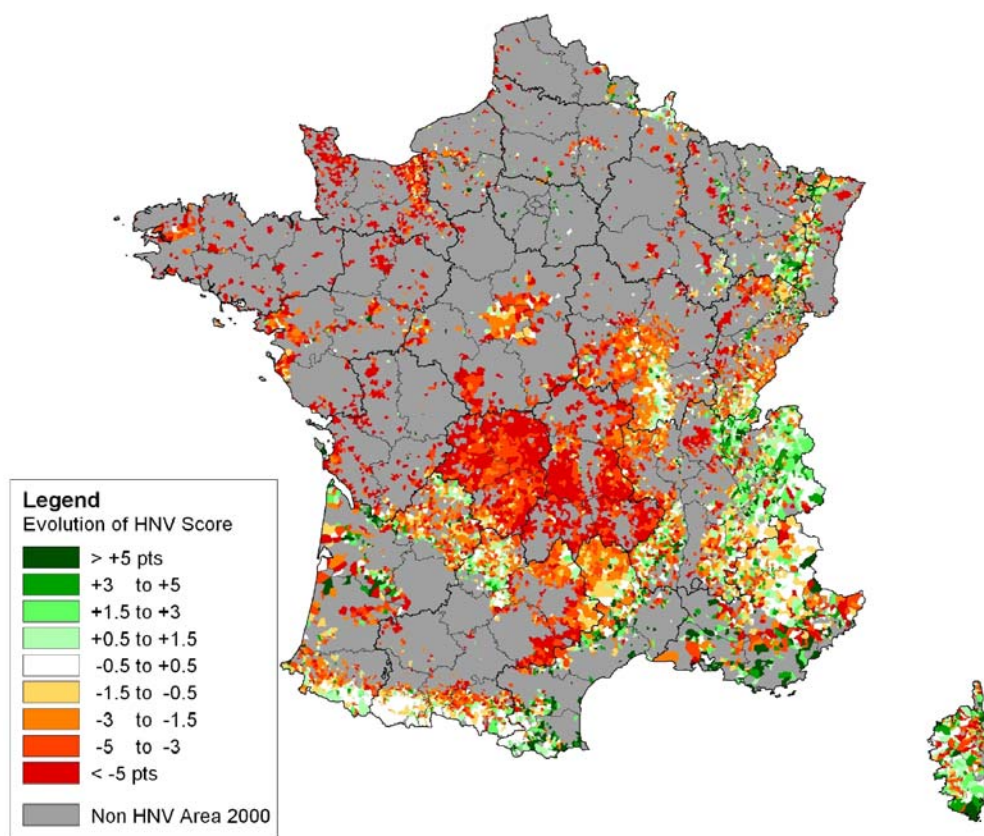 Legend
Evolution of HNV Score
> +5 pts
+3 to +5
+1.5 to +3
+0.5 to +1.5
-0.5 to +0.5
-1.5 to -0.5
-3 to -1.5
-5 to -3
< -5 pts
Non HNV Area 2000